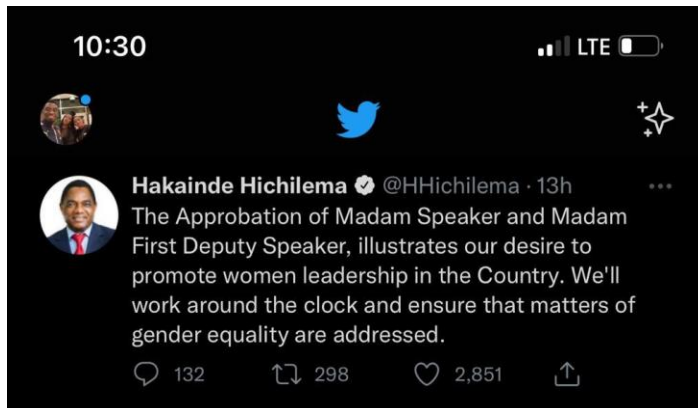 10:30 LTE
Hakainde Hichilema @HHichilema · 13h
The Approbation of Madam Speaker and Madam
First Deputy Speaker, illustrates our desire to
promote women leadership in the Country. We'll
work around the clock and ensure that matters of
gender equality are addressed.
132 298 2,851